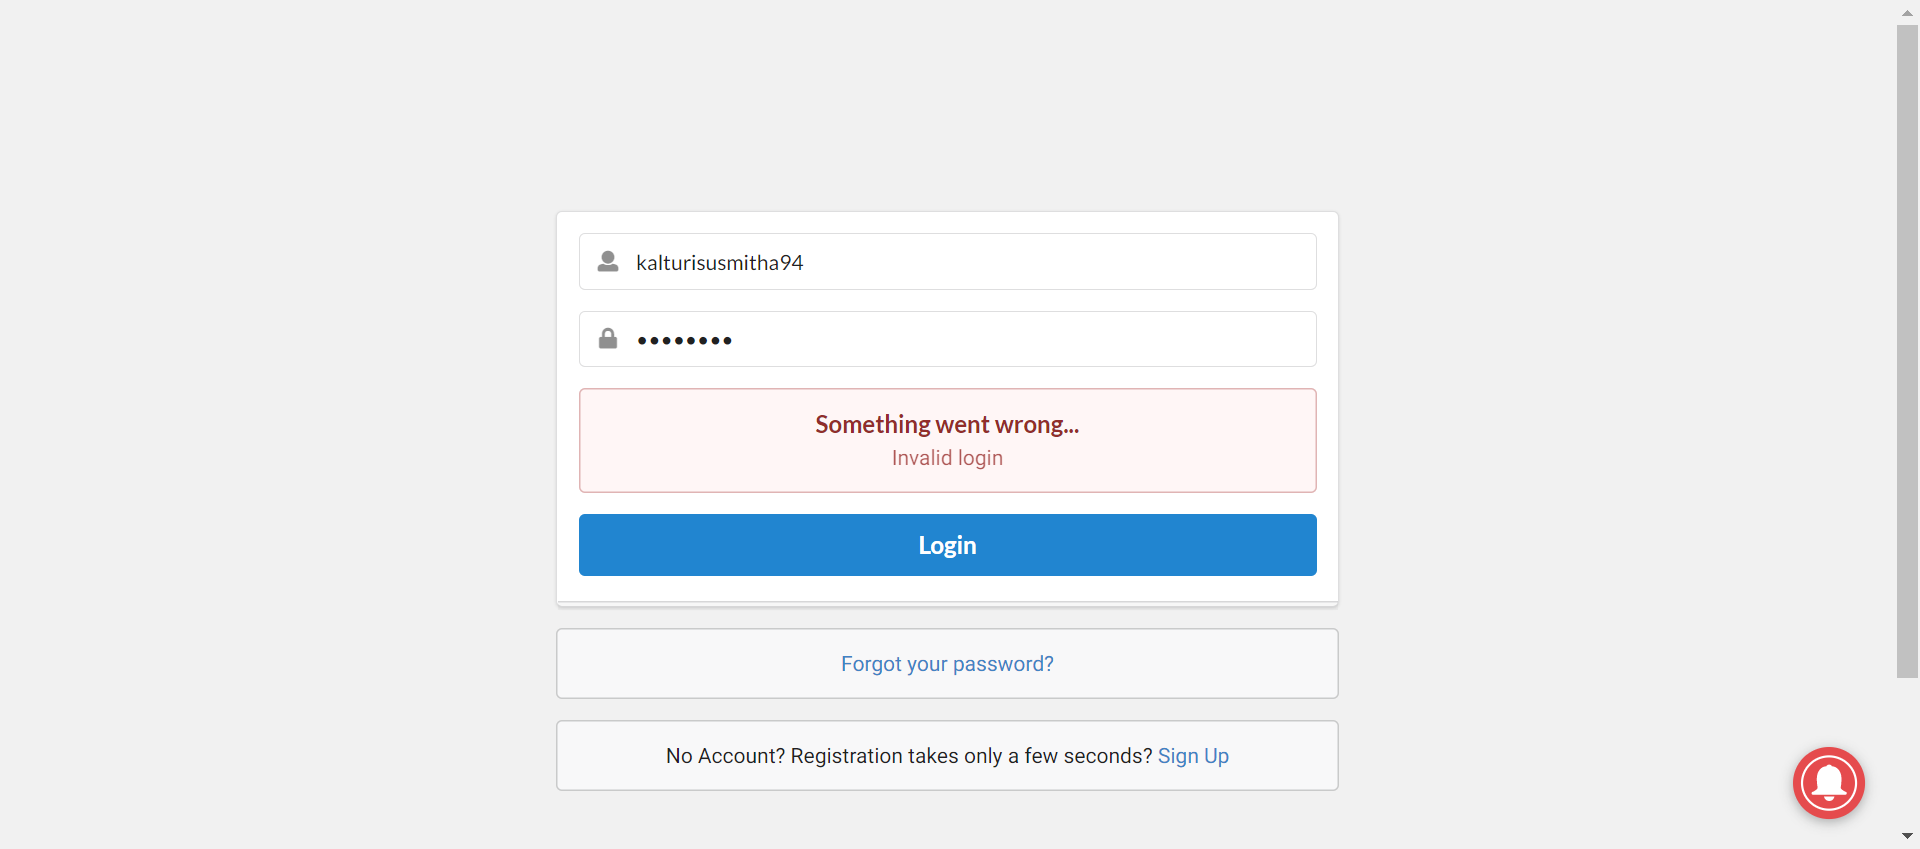 kalturisusmitha94
••••••••
Something went wrong...
Invalid login
Login
Forgot your password?
No Account? Registration takes only a few seconds? Sign Up